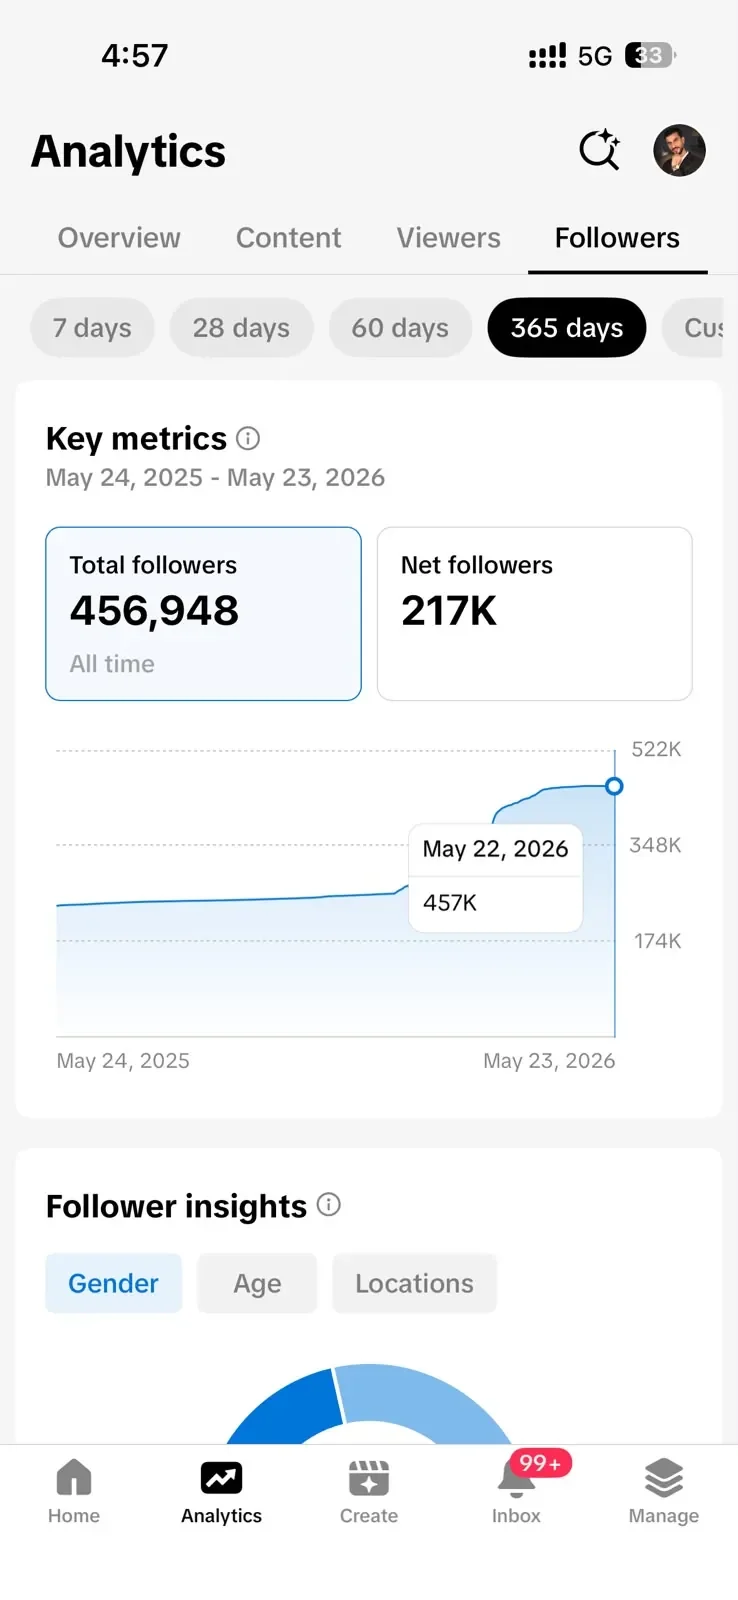 4:57 5G 33
Analytics
Overview Content Viewers Followers
7 days 28 days 60 days 365 days Cus
Key metrics
May 24, 2025 - May 23, 2026
Total followers Net followers
456,948 217K
All time
522K
May 22, 2026 348K
457K
174K
May 24, 2025 May 23, 2026
Follower insights
Gender Age Locations
99+
Home Analytics Create Inbox Manage